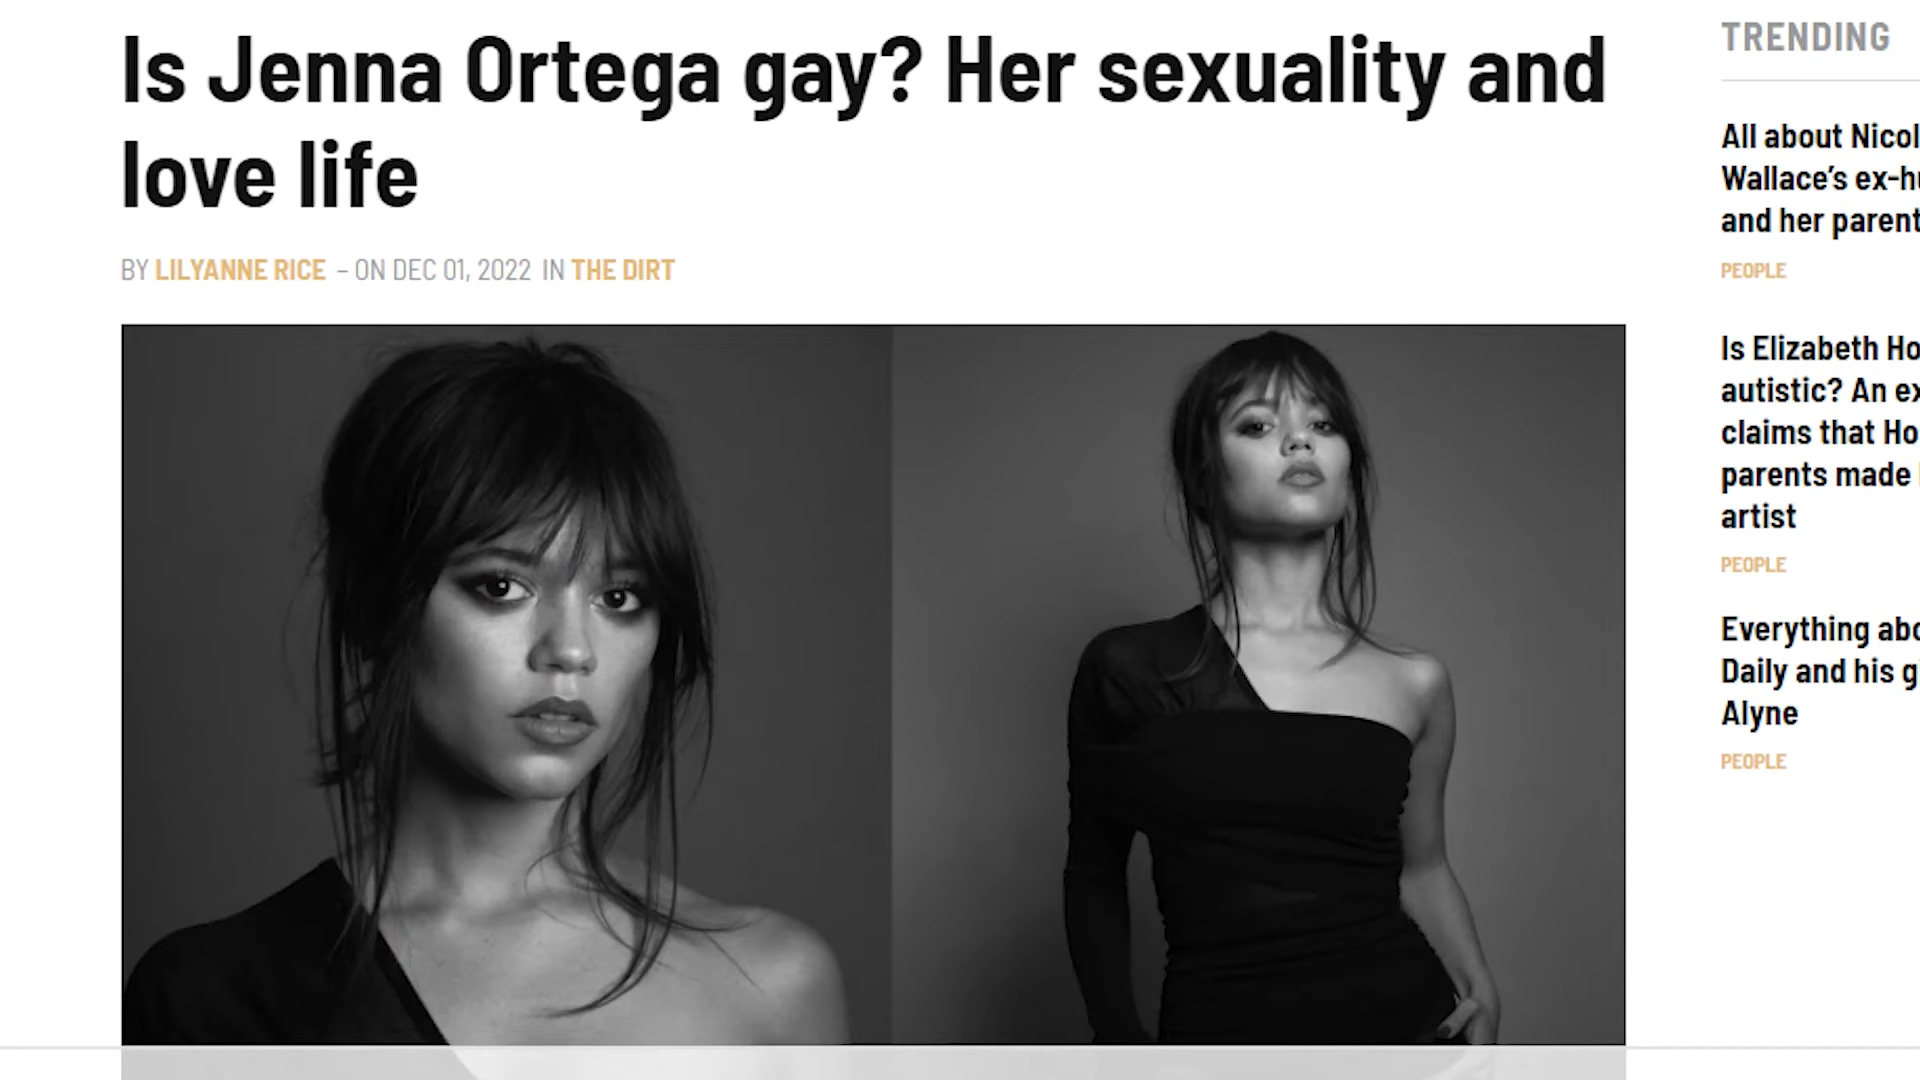 Is Jenna Ortega gay? Her sexuality and
love life
BY LILYANNE RICE – ON DEC 01, 2022 IN THE DIRT
TRENDING
All about Nicol
Wallace's ex-hu
and her parent
PEOPLE
Is Elizabeth Ho
autistic? An ex
claims that Ho
parents made
artist
PEOPLE
Everything abo
Daily and his g
Alyne
PEOPLE